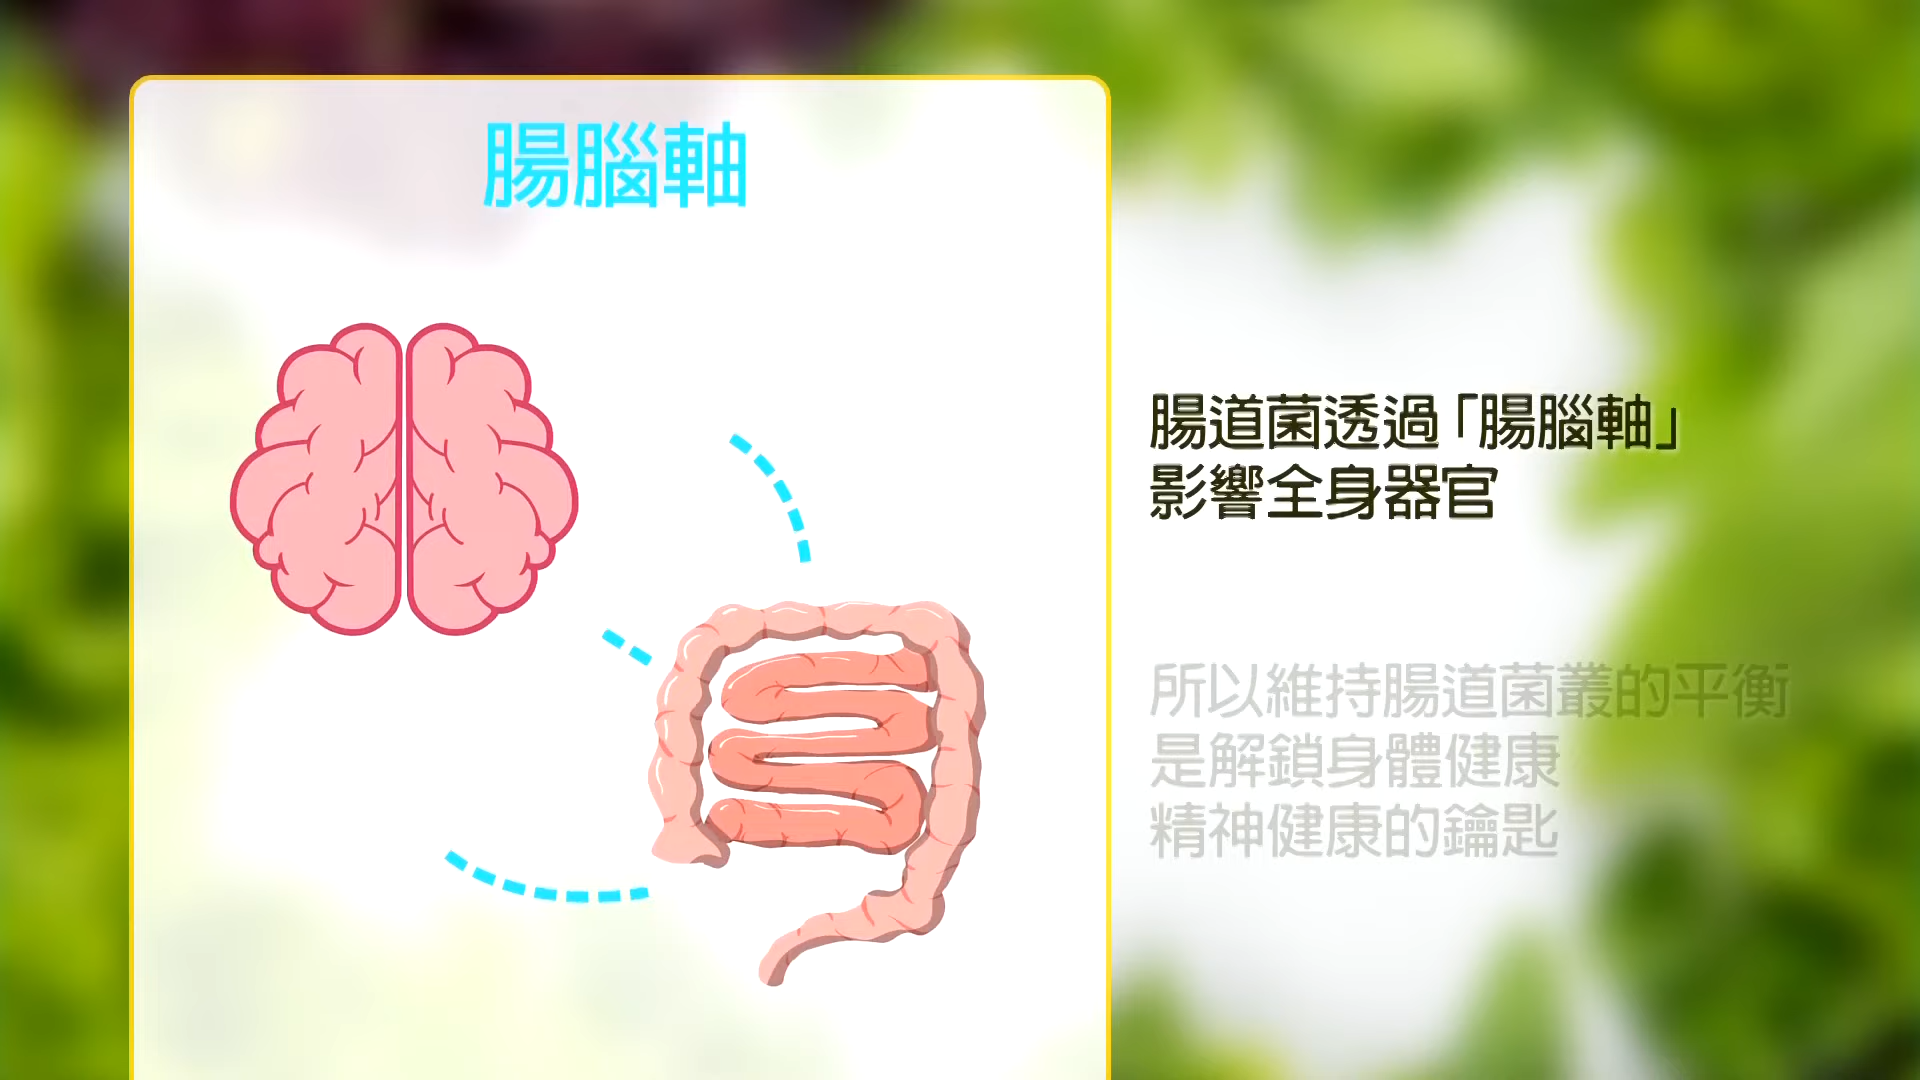 腸腦軸
腸道菌透過「腸腦軸」
影響全身器官
所以維持腸道菌叢的平衡
是解鎖身體健康
精神健康的鑰匙